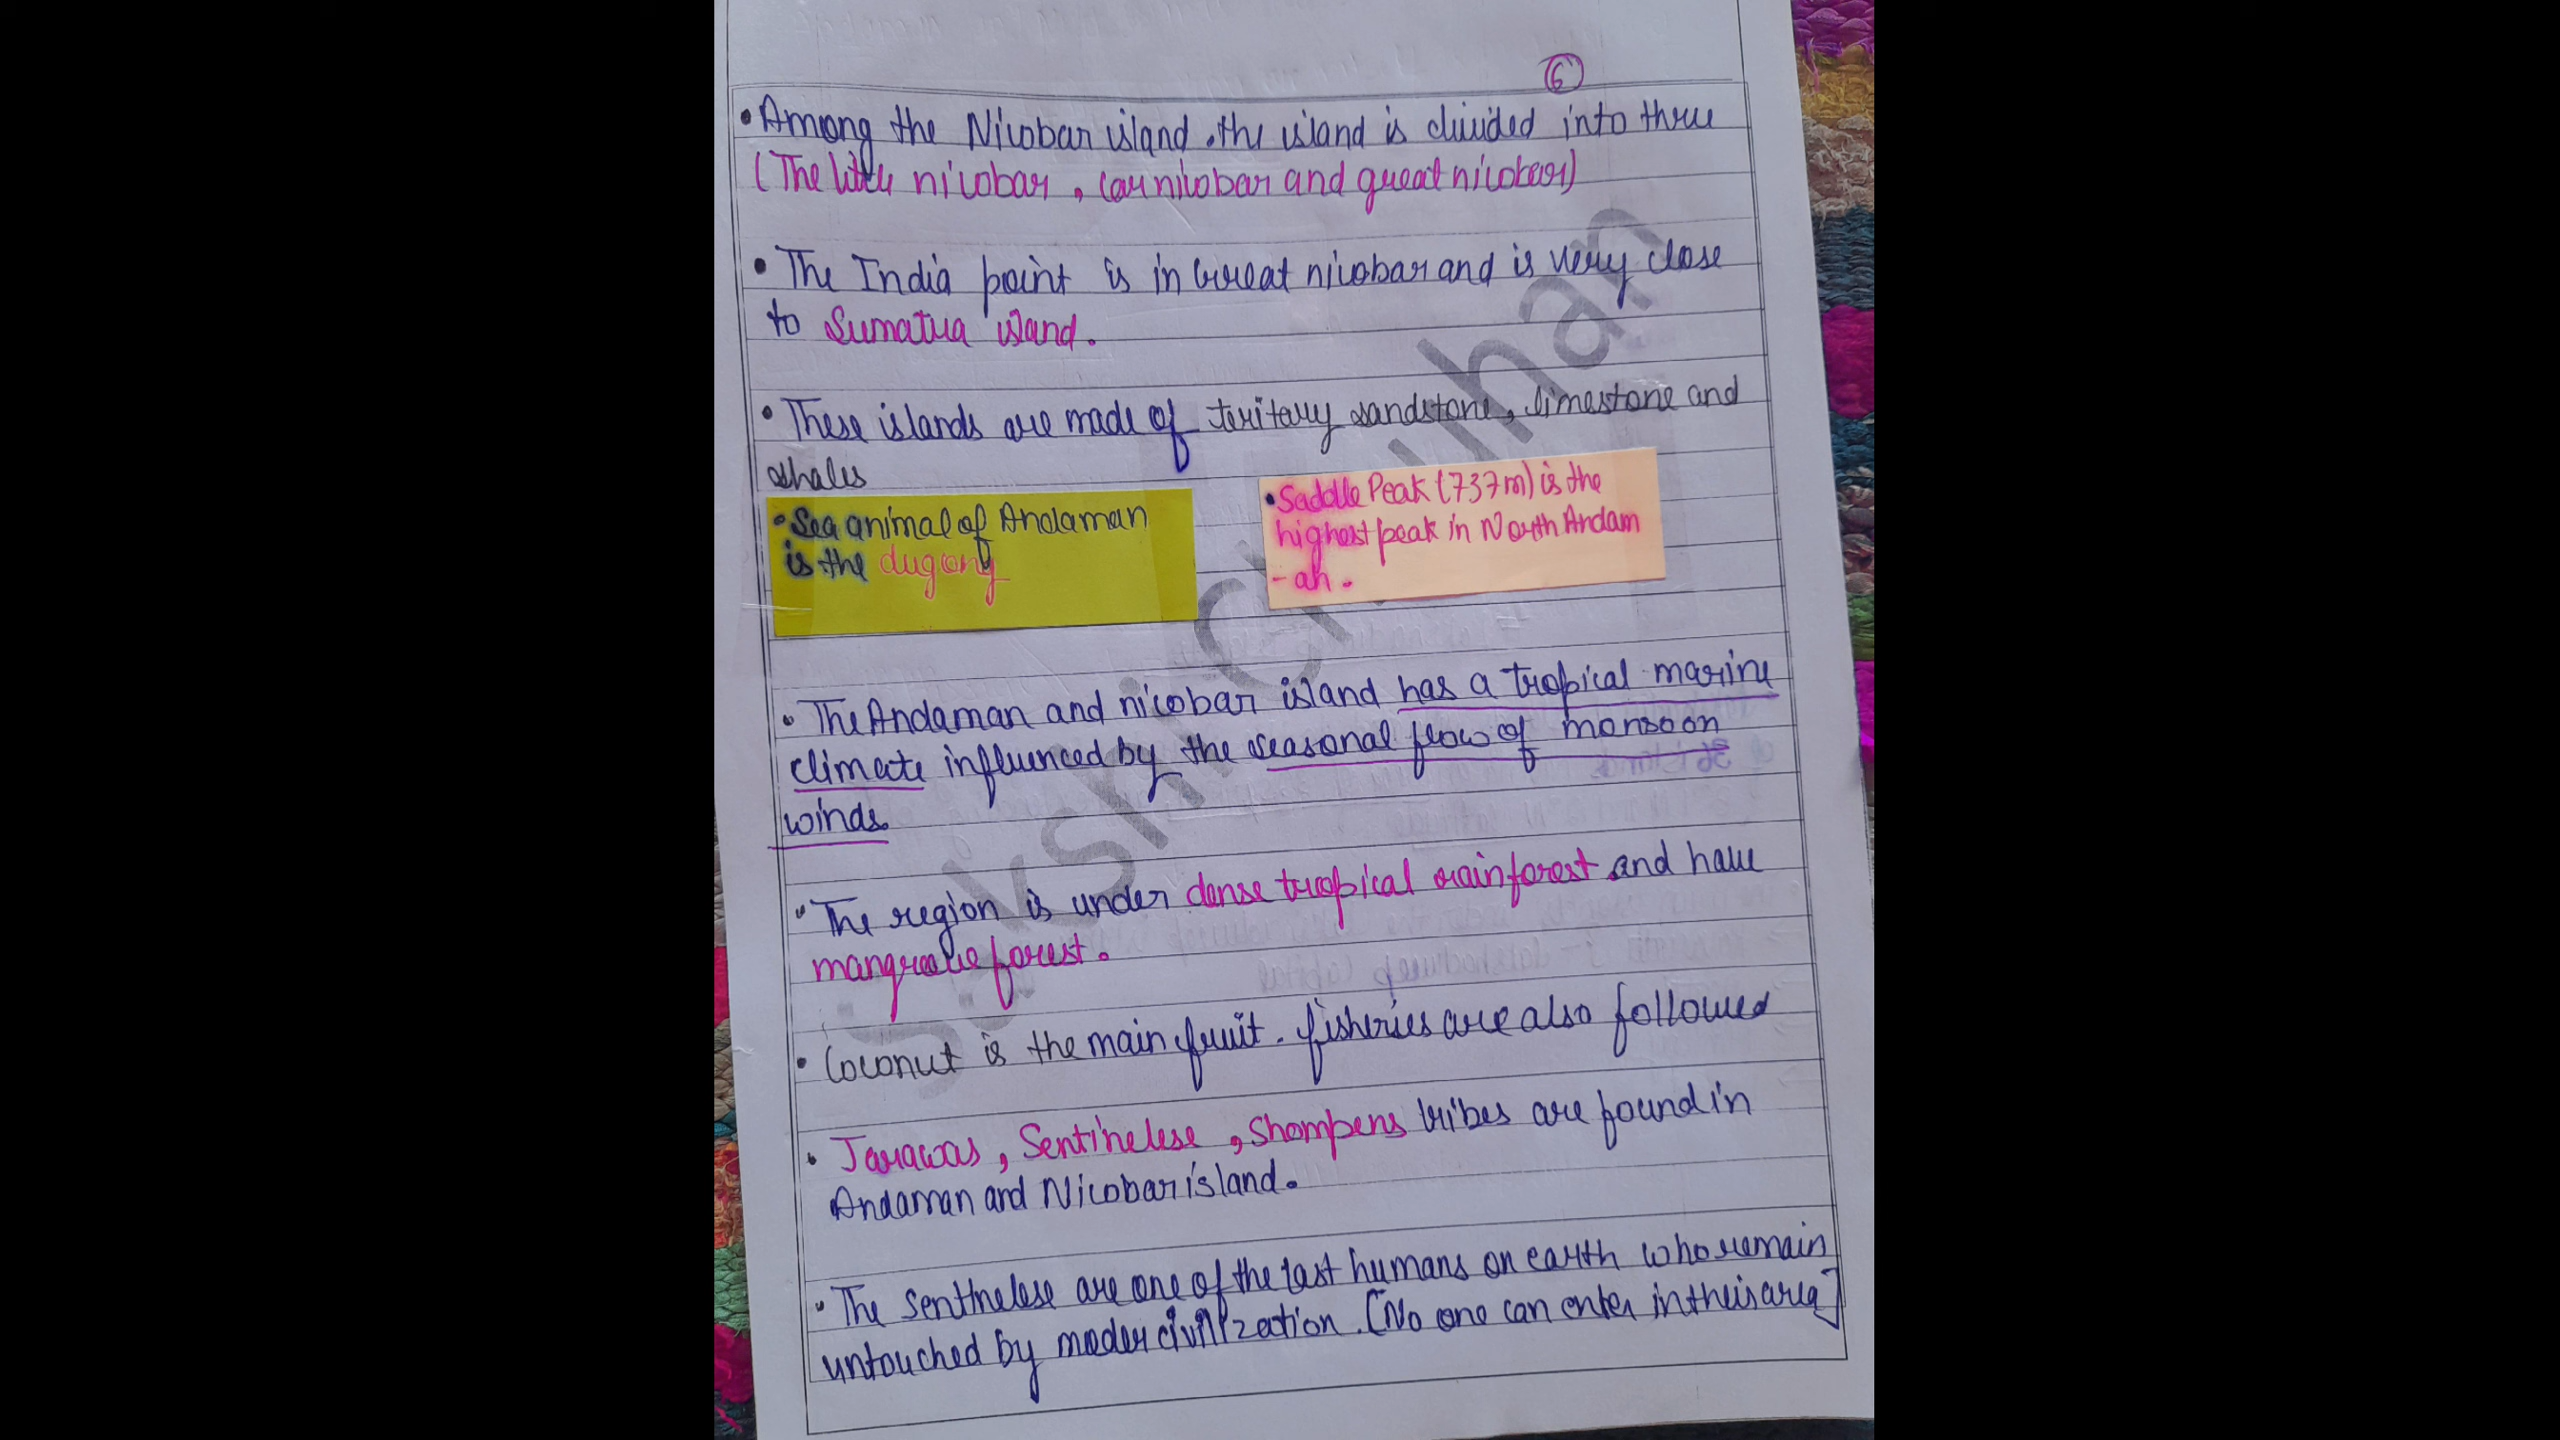 6
• Among the Nicobar island, the island is divided into three
(The little nicobar, car nicobar and great nicobar)
• The India point is in Great nicobar and is very close
to Sumatra island.
• These islands are made of teritary sandstone, limestone and
shales
• Sea animal of Andaman
is the dugong
• Saddle Peak (737m) is the
highest peak in North Andam
- an.
• The Andaman and nicobar island has a tropical marine
climate influenced by the seasonal flow of monsoon
winds
• The region is under dense tropical rainforest and have
mangroove forest.
• Coconut is the main fruit. fisheries are also followed
• Jarawas, Sentinelese, Shompens tribes are found in
Andaman and Nicobar island.
• The sentinelese are one of the last humans on earth who remain
untouched by moder civilization. [No one can enter in their area]
Sakshi Chauhan